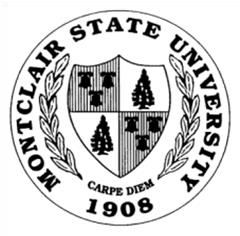 MONTCLAIR STATE UNIVERSITY
CARPE DIEM
1908